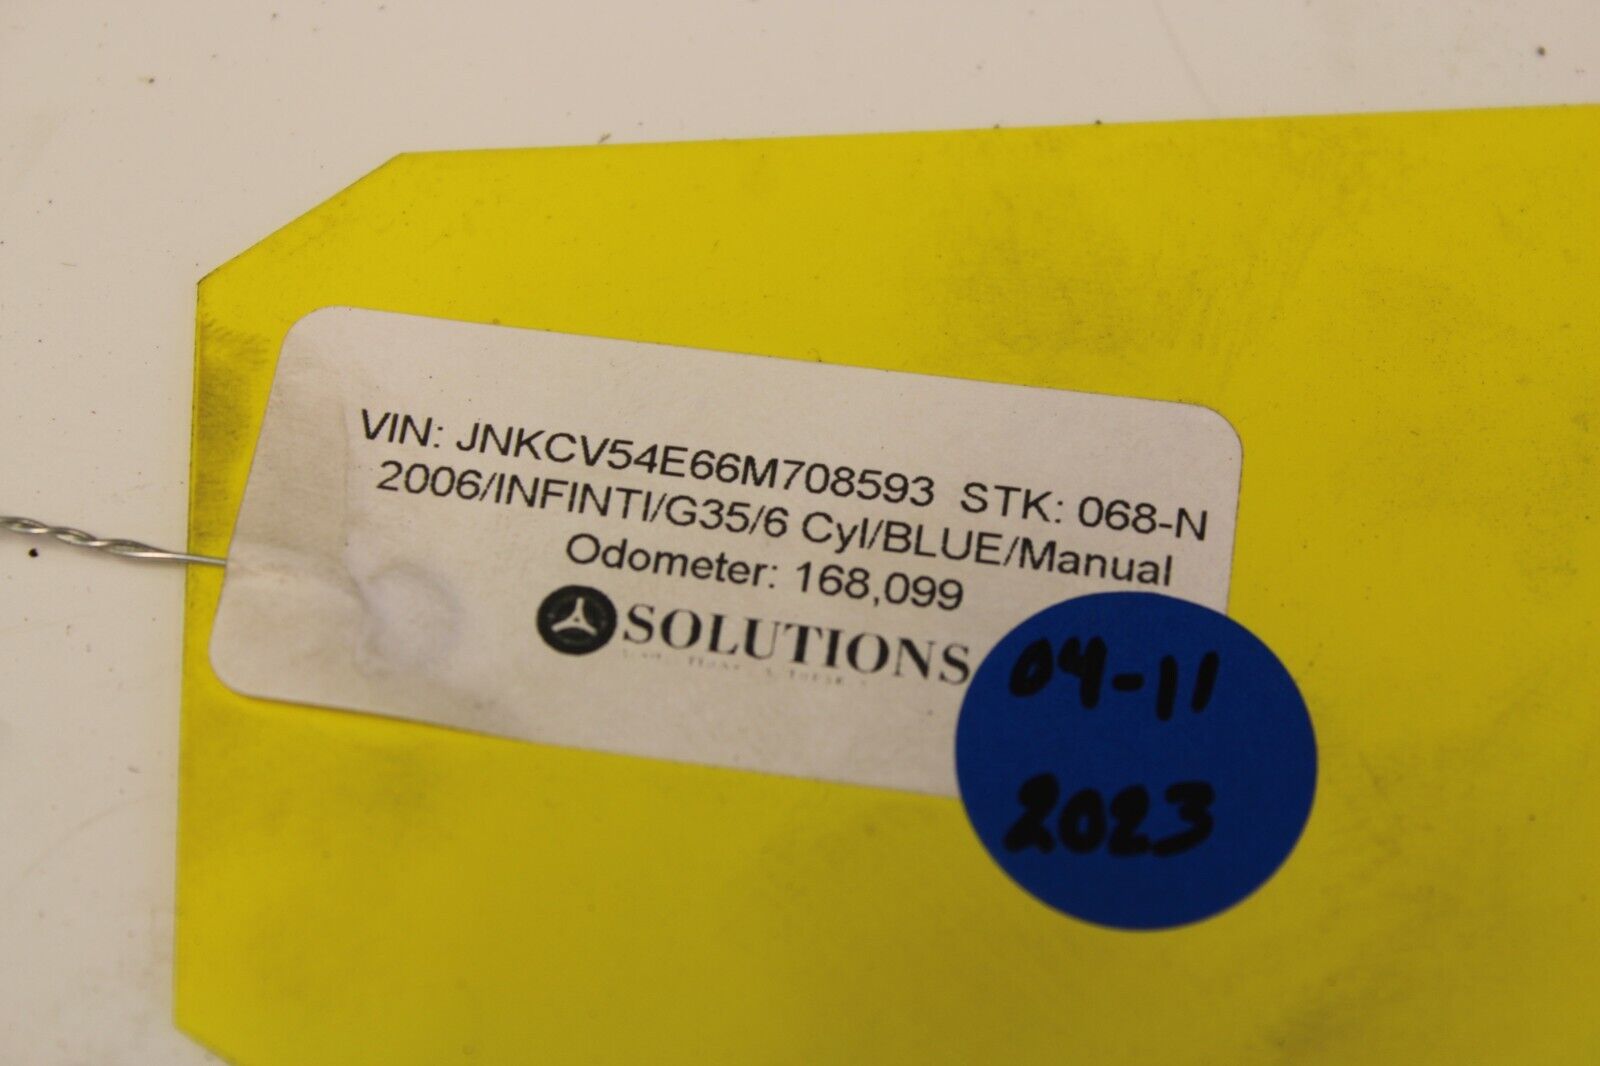 VIN: JNKCV54E66M708593 STK: 068-N
2006/INFINTI/G35/6 Cyl/BLUE/Manual
Odometer: 168,099
SOLUTIONS
04-11
2023